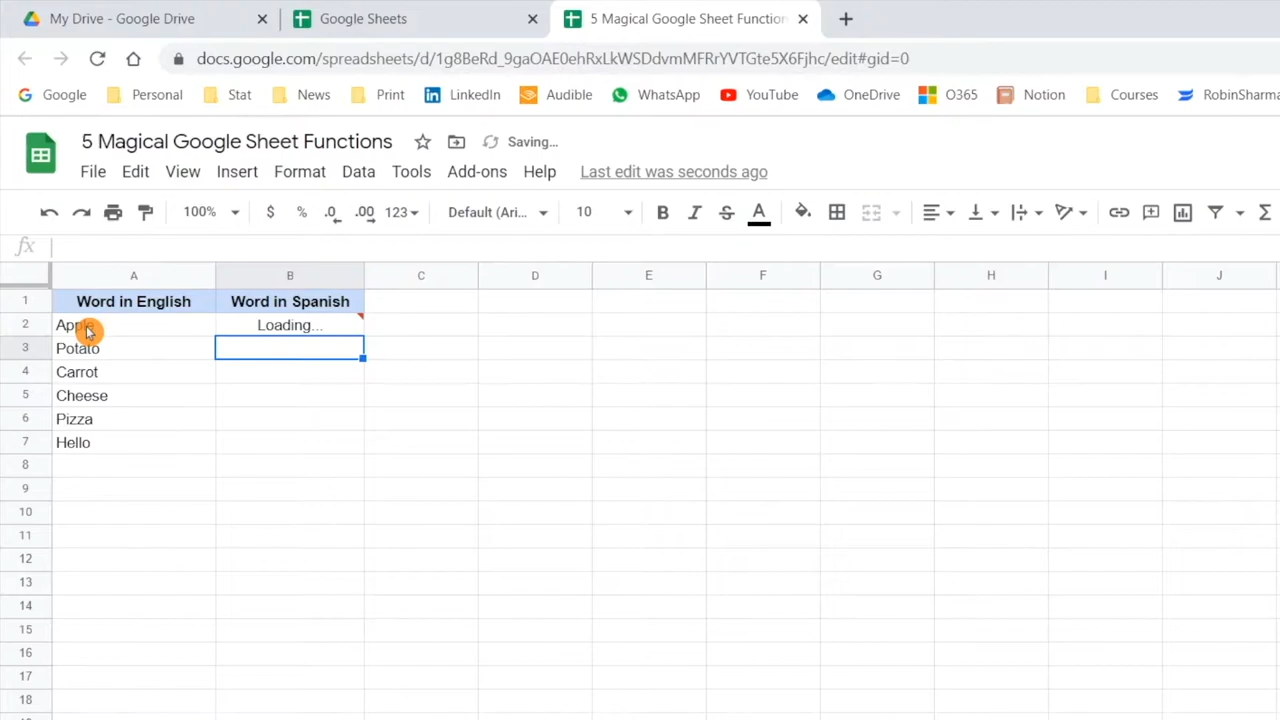 My Drive - Google Drive
Google Sheets
5 Magical Google Sheet Function
docs.google.com/spreadsheets/d/1g8BeRd_9gaOAE0ehRxLkWSDdvmMFRrYVTGte5X6Fjhc/edit#gid=0
Google Personal Stat News Print LinkedIn Audible WhatsApp YouTube OneDrive O365 Notion Courses RobinSharma
5 Magical Google Sheet Functions Saving...
File Edit View Insert Format Data Tools Add-ons Help Last edit was seconds ago
100% $ % .0 .00 123 Default (Ari... 10 B I S A Σ
fx
A B C D E F G H I J
1 Word in English Word in Spanish
2 Apple Loading...
3 Potato
4 Carrot
5 Cheese
6 Pizza
7 Hello
8
9
10
11
12
13
14
15
16
17
18